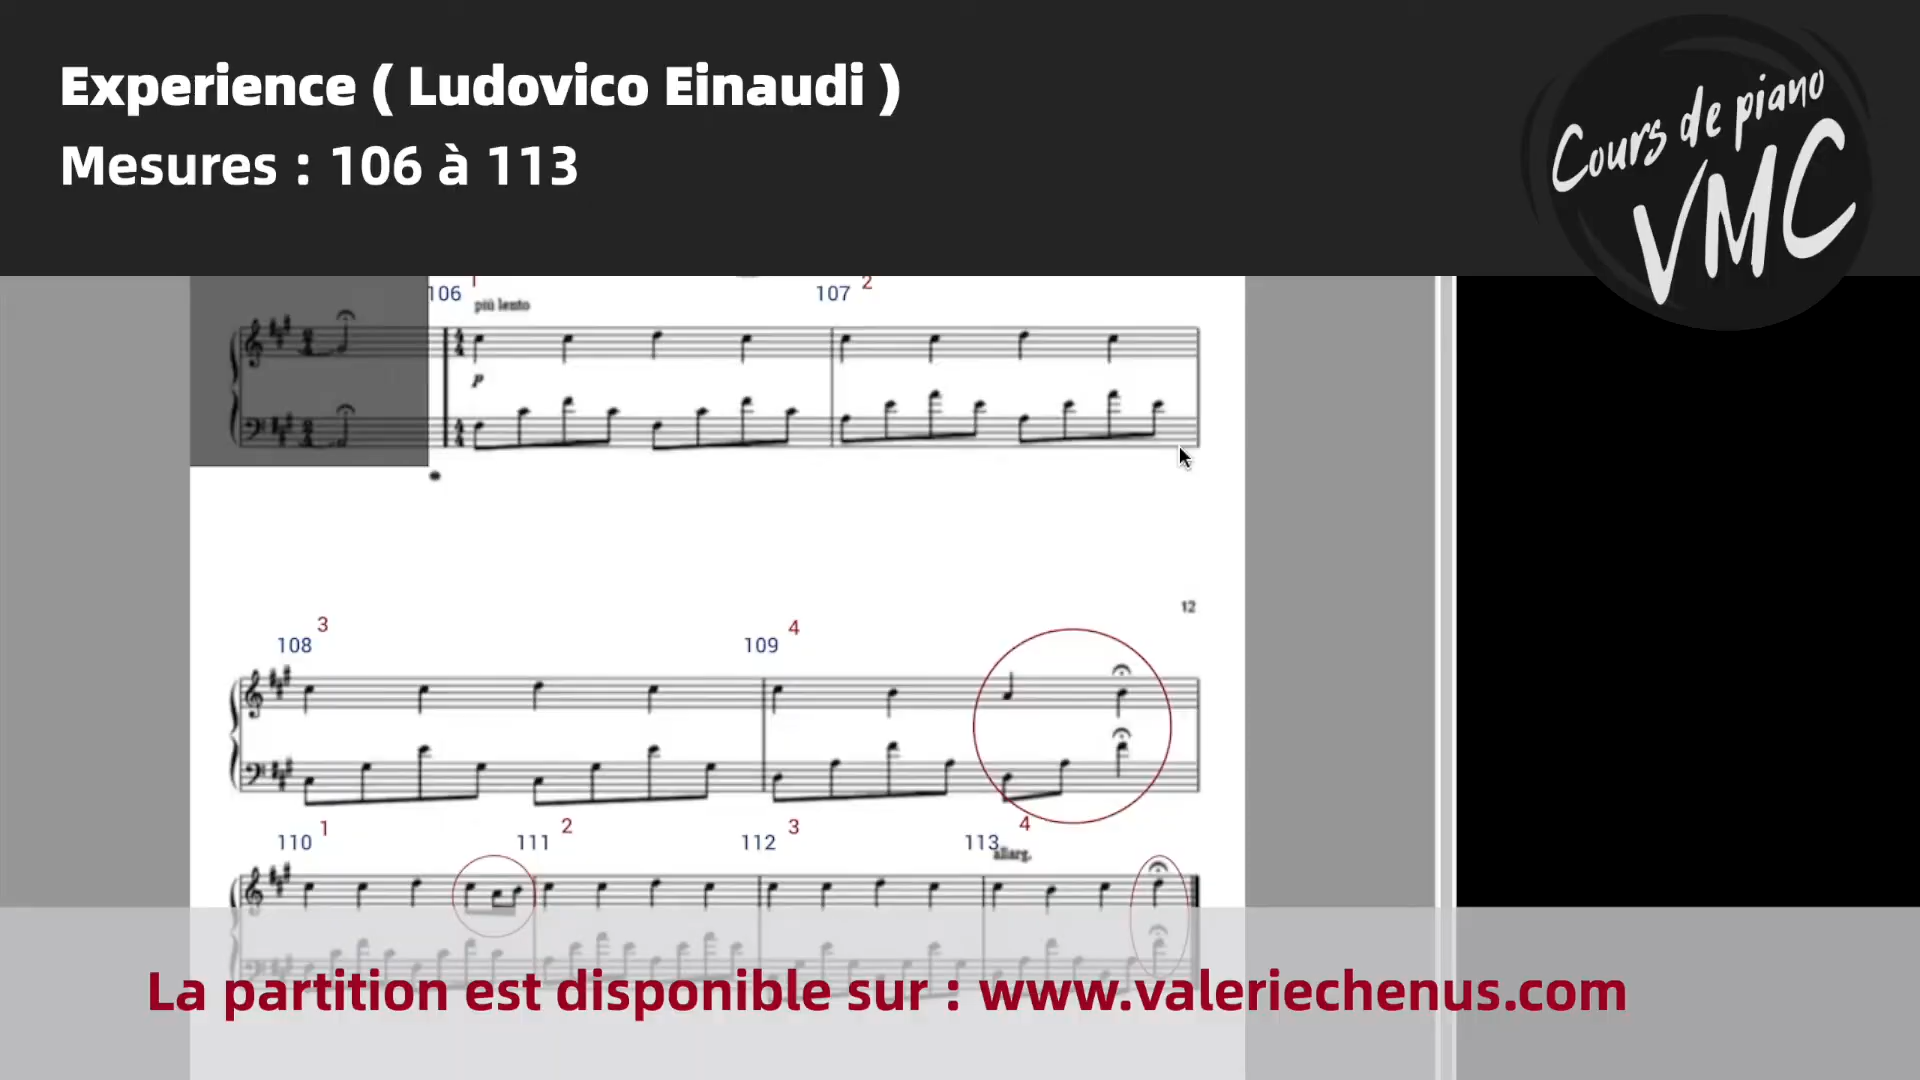 Experience ( Ludovico Einaudi )
Mesures : 106 à 113
Cours de piano
VMC
106
107
2
più lento
p
12
3
4
108
109
1
2
3
4
110
111
112
113
allarg.
La partition est disponible sur : www.valeriechenus.com